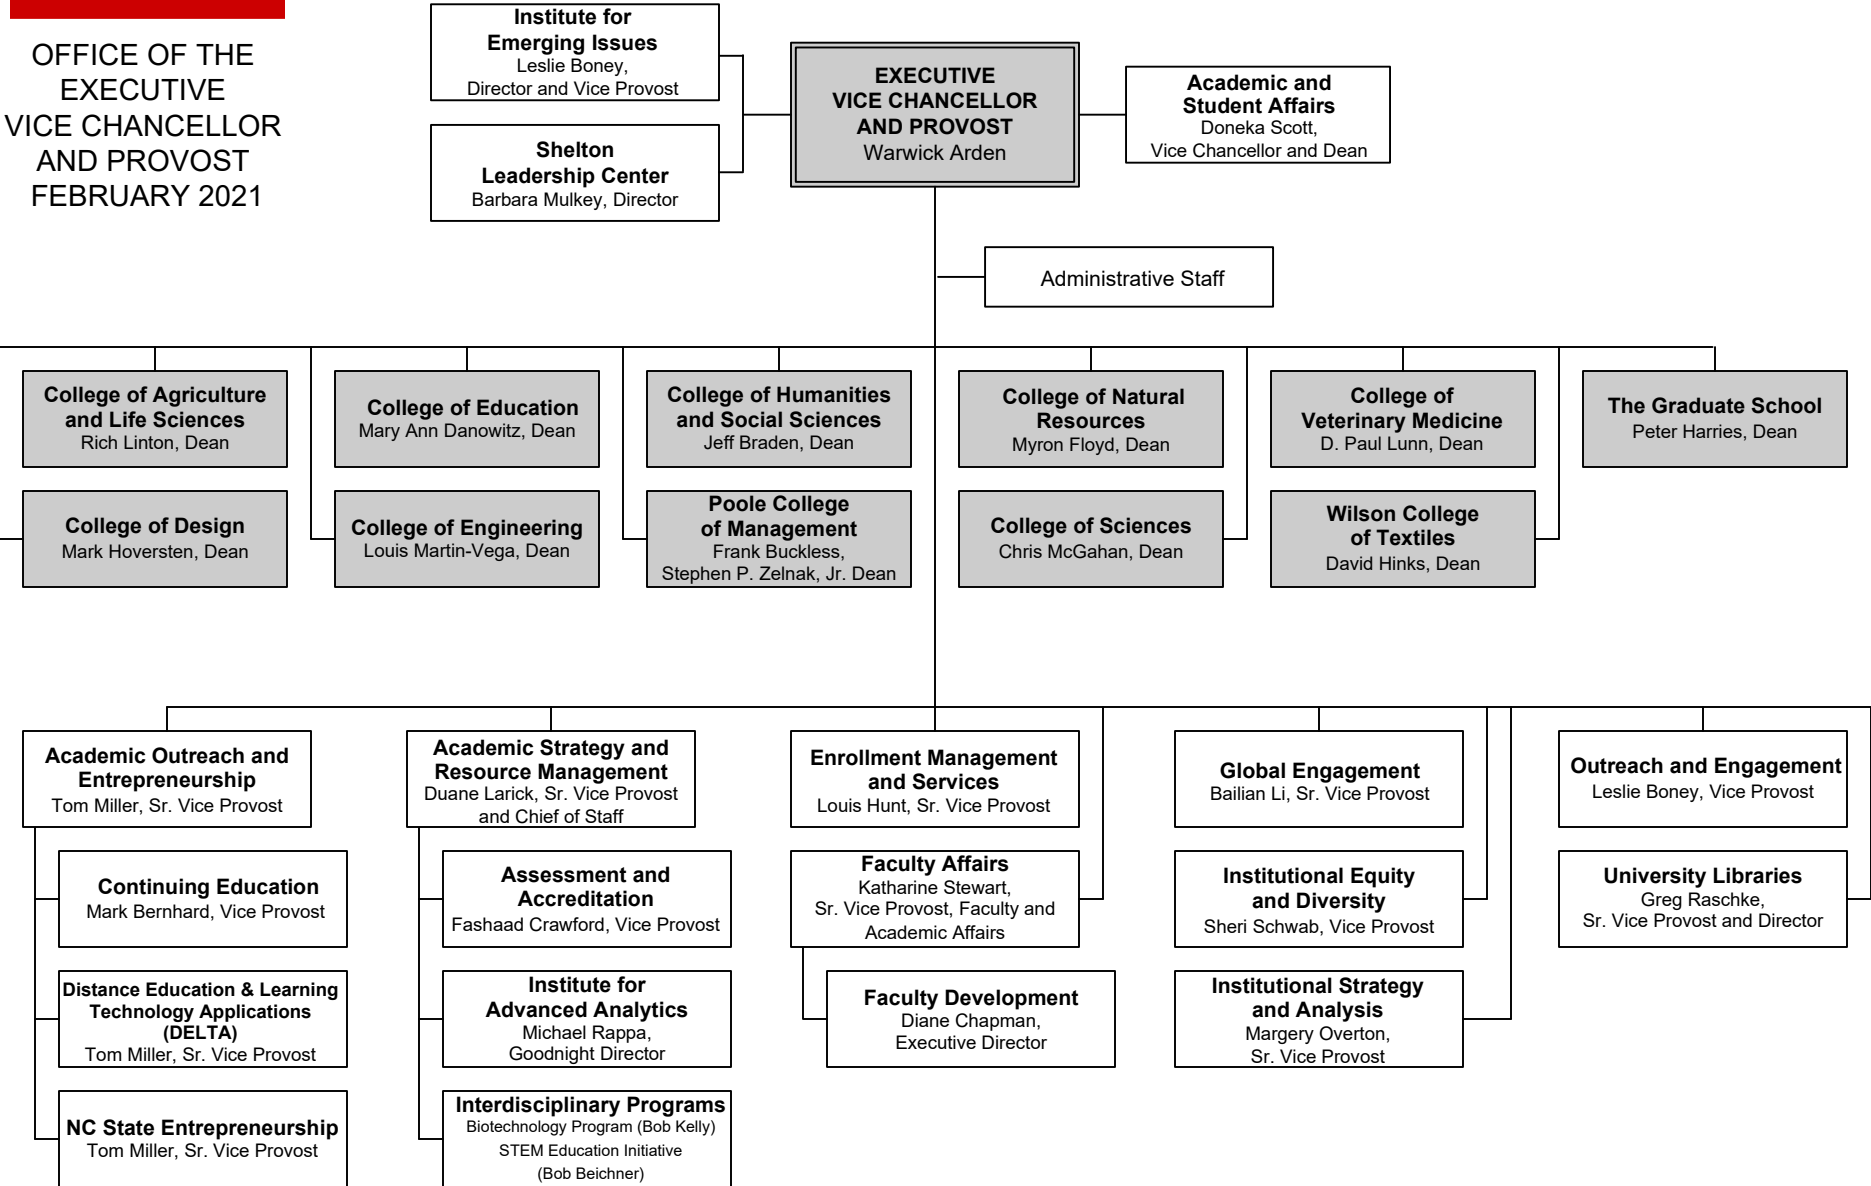 OFFICE OF THE
EXECUTIVE
VICE CHANCELLOR
AND PROVOST
FEBRUARY 2021
Institute for
Emerging Issues
Leslie Boney,
Director and Vice Provost
Shelton
Leadership Center
Barbara Mulkey, Director
EXECUTIVE
VICE CHANCELLOR
AND PROVOST
Warwick Arden
Academic and
Student Affairs
Doneka Scott,
Vice Chancellor and Dean
Administrative Staff
College of Agriculture
and Life Sciences
Rich Linton, Dean
College of Education
Mary Ann Danowitz, Dean
College of Humanities
and Social Sciences
Jeff Braden, Dean
College of Natural
Resources
Myron Floyd, Dean
College of
Veterinary Medicine
D. Paul Lunn, Dean
The Graduate School
Peter Harries, Dean
College of Design
Mark Hoversten, Dean
College of Engineering
Louis Martin-Vega, Dean
Poole College
of Management
Frank Buckless,
Stephen P. Zelnak, Jr. Dean
College of Sciences
Chris McGahan, Dean
Wilson College
of Textiles
David Hinks, Dean
Academic Outreach and
Entrepreneurship
Tom Miller, Sr. Vice Provost
Continuing Education
Mark Bernhard, Vice Provost
Distance Education & Learning
Technology Applications
(DELTA)
Tom Miller, Sr. Vice Provost
NC State Entrepreneurship
Tom Miller, Sr. Vice Provost
Academic Strategy and
Resource Management
Duane Larick, Sr. Vice Provost
and Chief of Staff
Assessment and
Accreditation
Fashaad Crawford, Vice Provost
Institute for
Advanced Analytics
Michael Rappa,
Goodnight Director
Interdisciplinary Programs
Biotechnology Program (Bob Kelly)
STEM Education Initiative
(Bob Beichner)
Enrollment Management
and Services
Louis Hunt, Sr. Vice Provost
Faculty Affairs
Katharine Stewart,
Sr. Vice Provost, Faculty and
Academic Affairs
Faculty Development
Diane Chapman,
Executive Director
Global Engagement
Bailian Li, Sr. Vice Provost
Institutional Equity
and Diversity
Sheri Schwab, Vice Provost
Institutional Strategy
and Analysis
Margery Overton,
Sr. Vice Provost
Outreach and Engagement
Leslie Boney, Vice Provost
University Libraries
Greg Raschke,
Sr. Vice Provost and Director